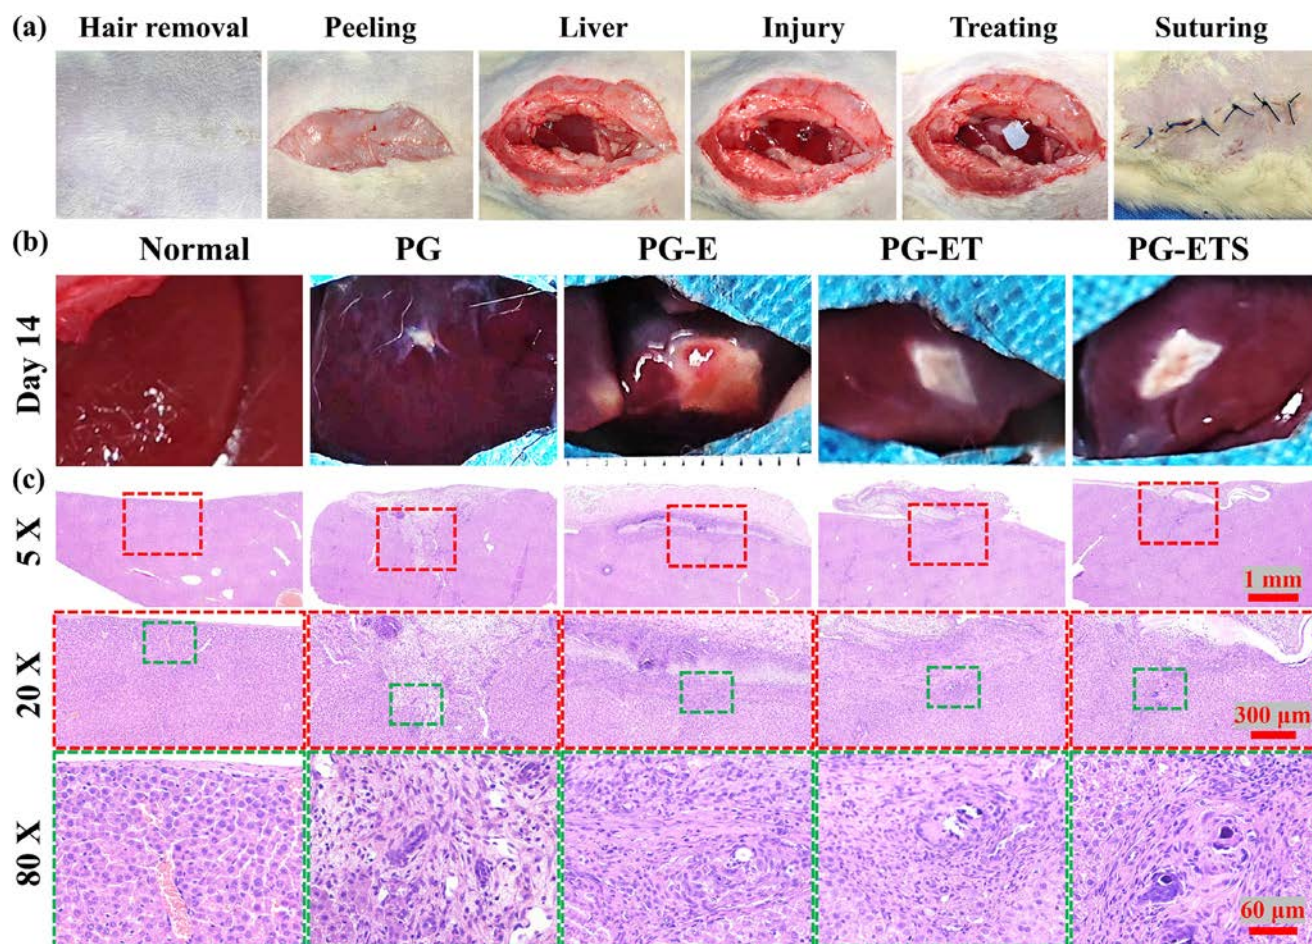 (a)
Hair removal Peeling Liver Injury Treating Suturing
(b)
Normal PG PG-E PG-ET PG-ETS
Day 14
(c)
5 X
1 mm
20 X
300 μm
80 X
60 μm